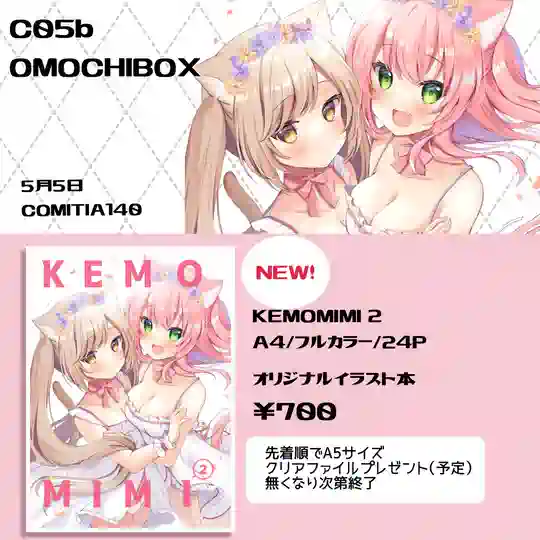 C05b
OMOCHIBOX
5月5日
COMITIA140
KEMO
MIMI
2
NEW!
KEMOMIMI 2
A4/フルカラー/24P
オリジナルイラスト本
¥700
先着順でA5サイズ
クリアファイルプレゼント(予定)
無くなり次第終了